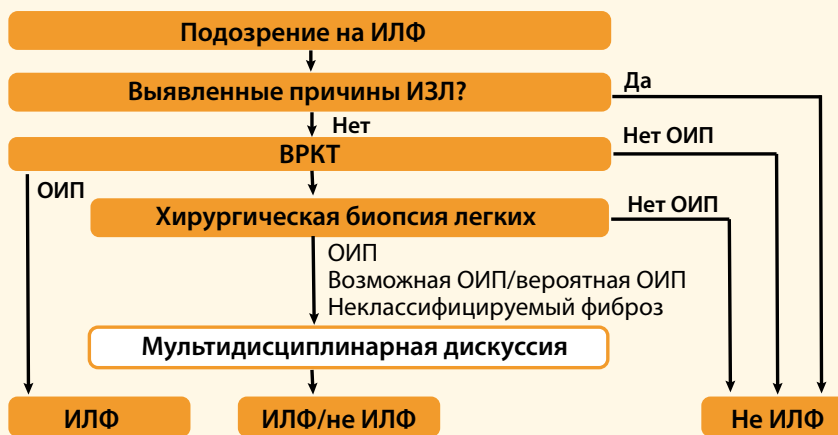 Подозрение на ИЛФ
Выявленные причины ИЗЛ?
Да
Нет
ВРКТ
Нет ОИП
ОИП
Хирургическая биопсия легких
Нет ОИП
ОИП
Возможная ОИП/вероятная ОИП
Неклассифицируемый фиброз
Мультидисциплинарная дискуссия
ИЛФ
ИЛФ/не ИЛФ
Не ИЛФ